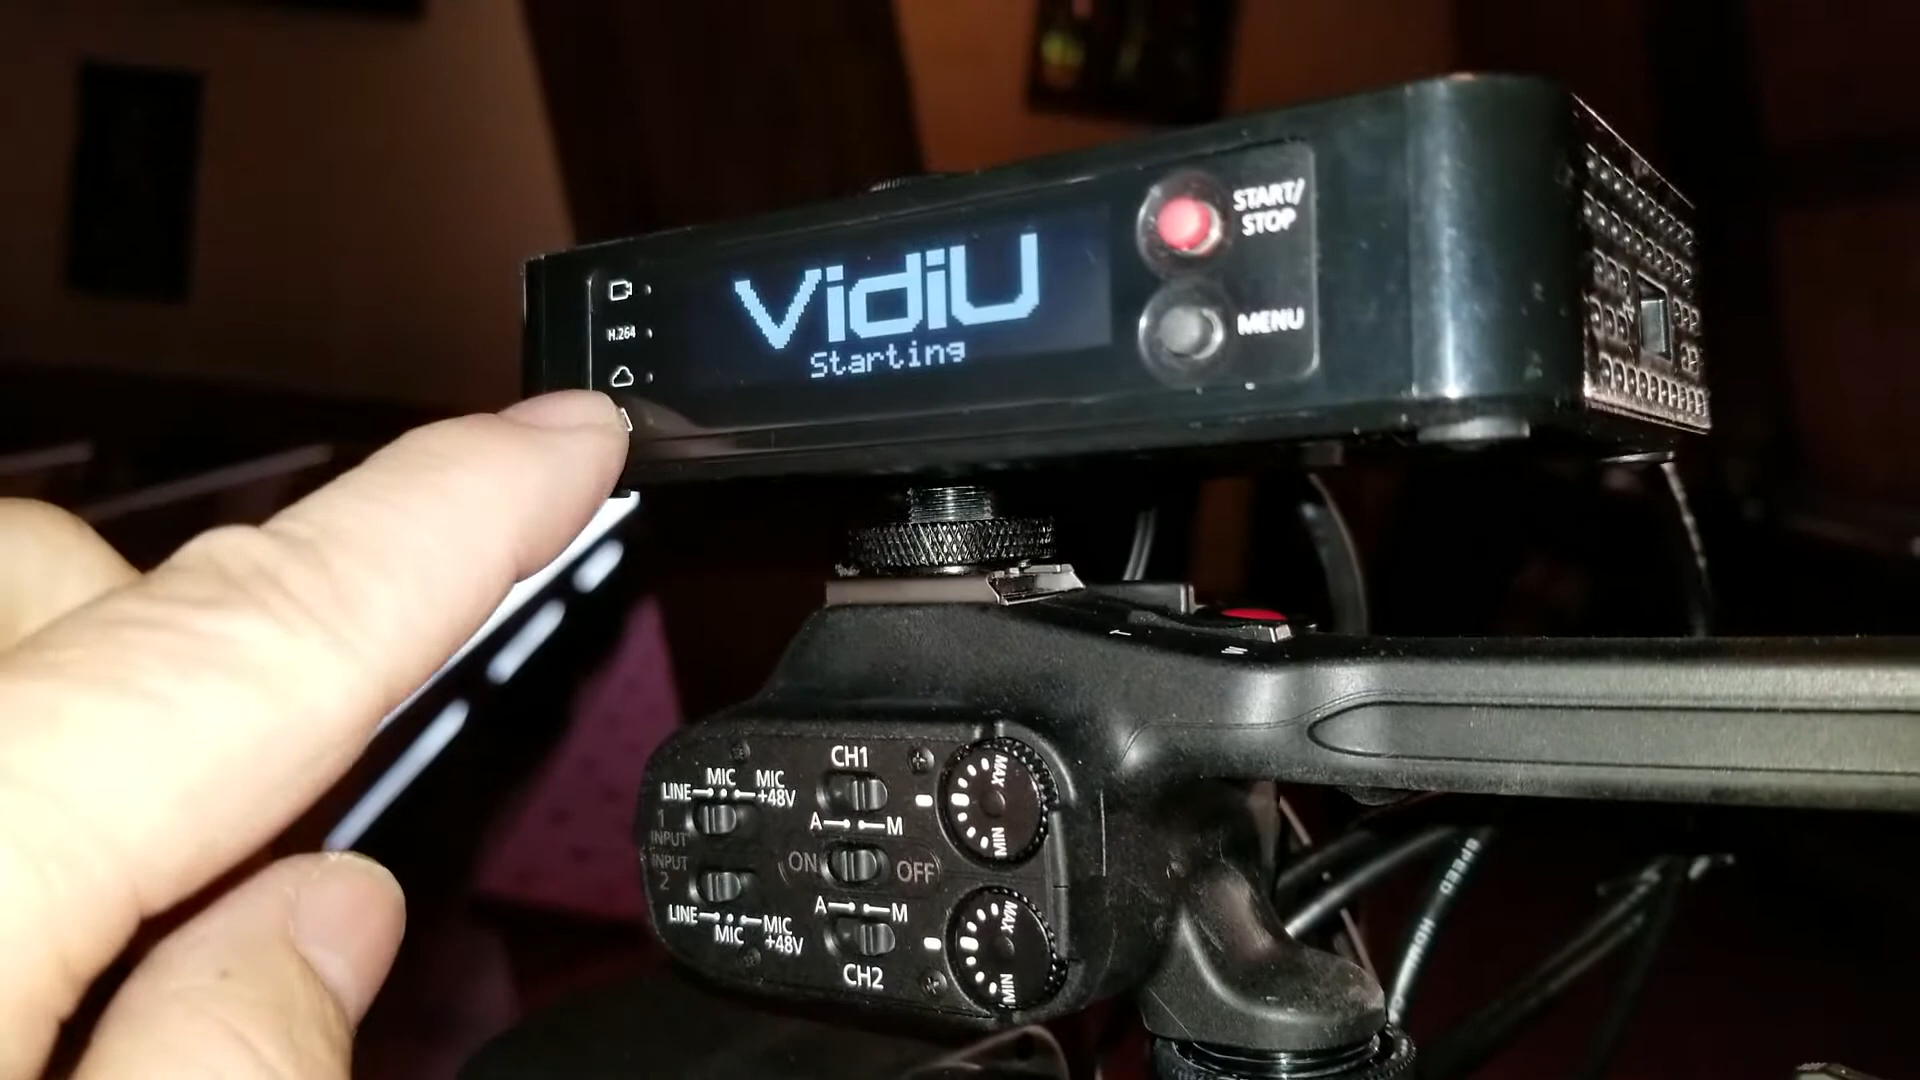 VidiU
Starting
H.264
START/
STOP
MENU
CH1
MIC
MIC
LINE
+48V
1
INPUT
A
M
MAX
MIN
ON
OFF
INPUT
2
A
M
LINE
MIC
MIC
+48V
CH2
MAX
MIN
SPEED